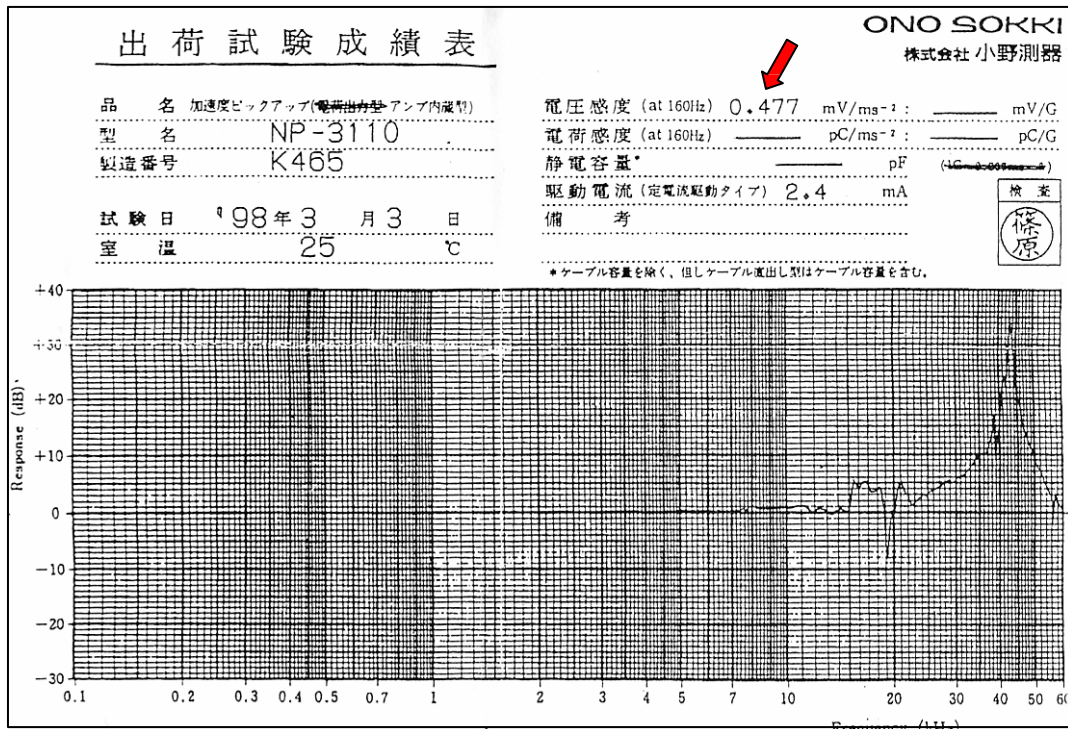 出荷試験成績表
ONO SOKKI
株式会社 小野測器
品 名 加速度ピックアップ(電荷出力型 アンプ内蔵型)
型 名 NP-3110
製造番号 K465
試験日 '98年3月3日
室温 25 ℃
電圧感度 (at 160Hz) 0.477 mV/ms⁻² : —— mV/G
電荷感度 (at 160Hz) —— pC/ms⁻² : —— pC/G
静電容量* —— pF
駆動電流 (定電流駆動タイプ) 2.4 mA
備 考
検 査
篠原
*ケーブル容量を除く、但しケーブル直出し型はケーブル容量を含む。
Response (dB)
+40
+30
+20
+10
0
−10
−20
−30
0.1 0.2 0.3 0.4 0.5 0.7 1 2 3 4 5 7 10 20 30 40 50 60
Frequency (kHz)